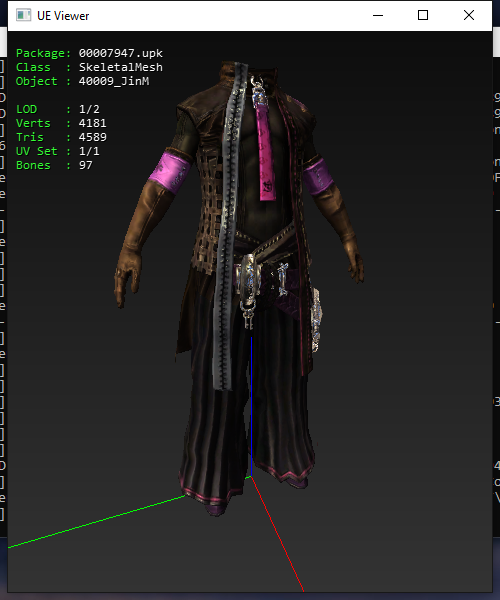 UE Viewer
Package: 00007947.upk
Class : SkeletalMesh
Object : 40009_JinM
LOD : 1/2
Verts : 4181
Tris : 4589
UV Set : 1/1
Bones : 97